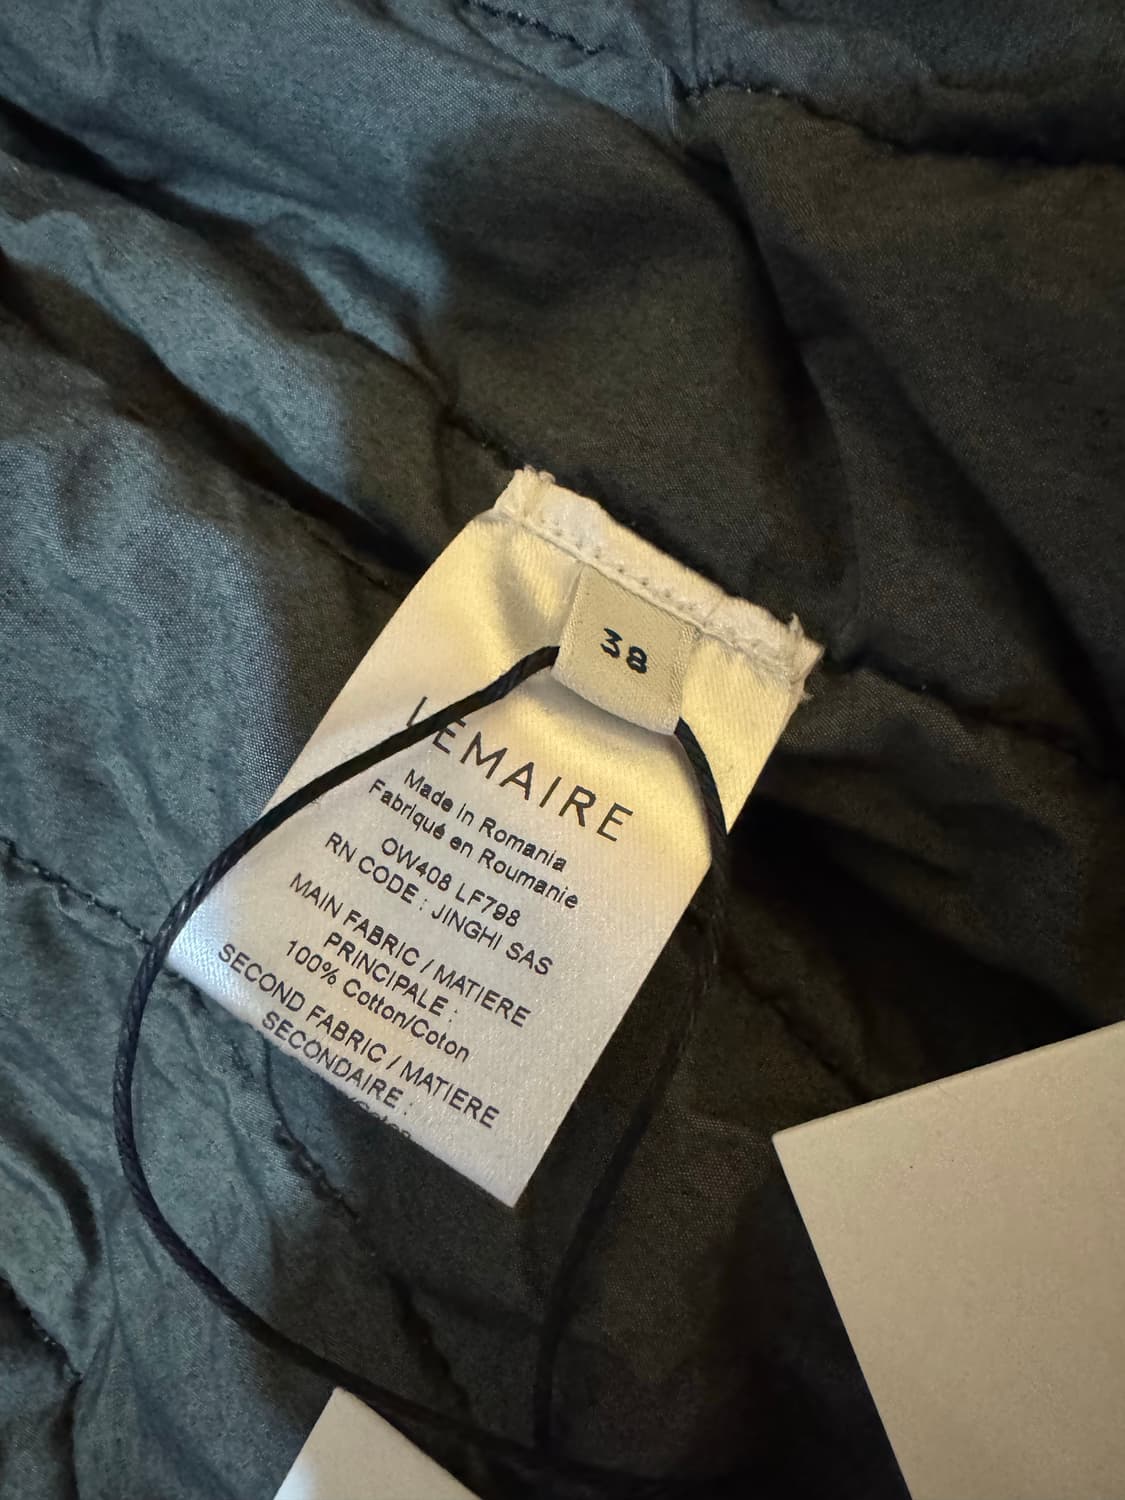 38
LEMAIRE
Made in Romania
Fabriqué en Roumanie
OW408 LF798
RN CODE : JINGHI SAS
MAIN FABRIC / MATIERE
PRINCIPALE :
100% Cotton/Coton
SECOND FABRIC / MATIERE
SECONDAIRE :